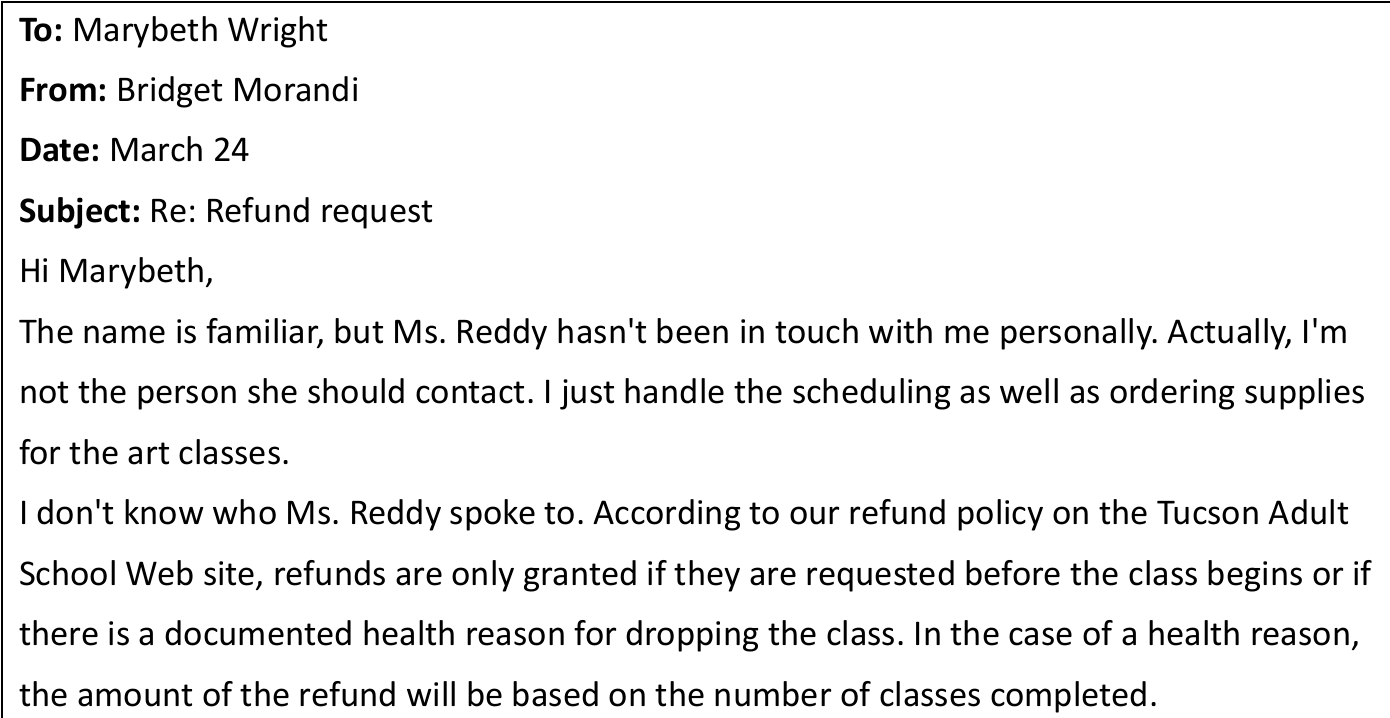 To: Marybeth Wright
From: Bridget Morandi
Date: March 24
Subject: Re: Refund request
Hi Marybeth,
The name is familiar, but Ms. Reddy hasn't been in touch with me personally. Actually, I'm
not the person she should contact. I just handle the scheduling as well as ordering supplies
for the art classes.
I don't know who Ms. Reddy spoke to. According to our refund policy on the Tucson Adult
School Web site, refunds are only granted if they are requested before the class begins or if
there is a documented health reason for dropping the class. In the case of a health reason,
the amount of the refund will be based on the number of classes completed.